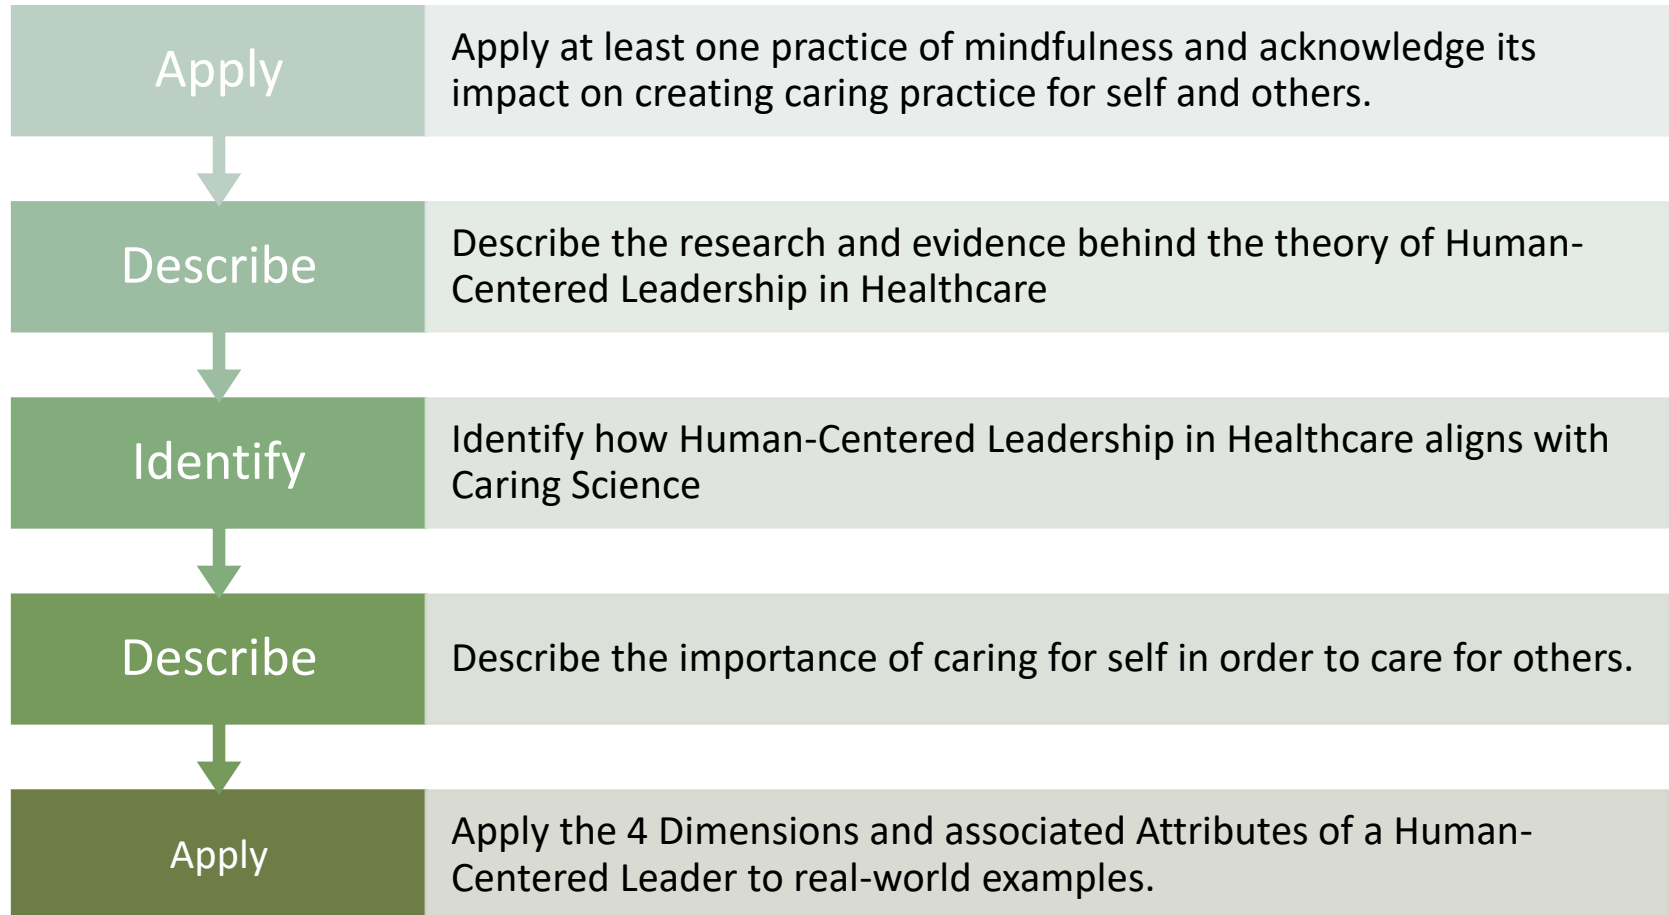 Apply
Apply at least one practice of mindfulness and acknowledge its
impact on creating caring practice for self and others.
Describe
Describe the research and evidence behind the theory of Human-
Centered Leadership in Healthcare
Identify
Identify how Human-Centered Leadership in Healthcare aligns with
Caring Science
Describe
Describe the importance of caring for self in order to care for others.
Apply
Apply the 4 Dimensions and associated Attributes of a Human-
Centered Leader to real-world examples.